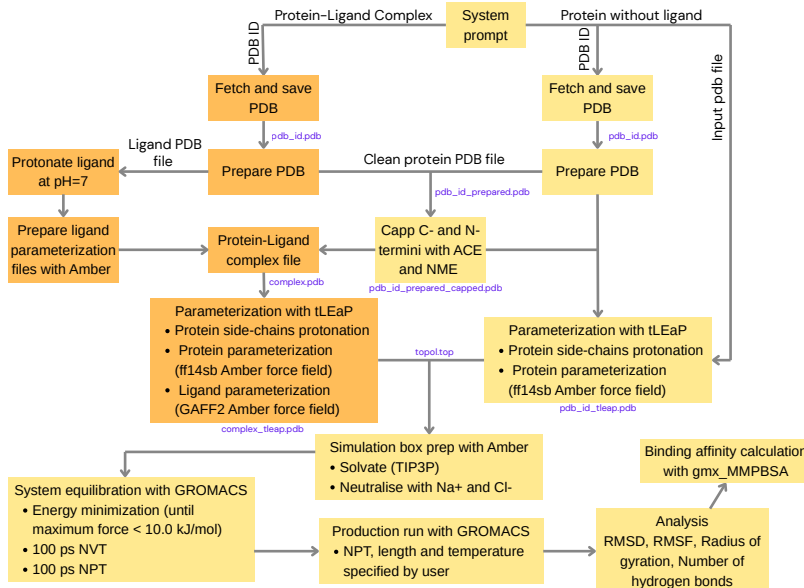 Protein-Ligand Complex
System
prompt
Protein without ligand
PDB ID
PDB ID
Input pdb file
Fetch and save
PDB
Fetch and save
PDB
pdb_id.pdb
pdb_id.pdb
Ligand PDB
file
Clean protein PDB file
Protonate ligand
at pH=7
Prepare PDB
Prepare PDB
pdb_id_prepared.pdb
Prepare ligand
parameterization
files with Amber
Protein-Ligand
complex file
Capp C- and N-
termini with ACE
and NME
complex.pdb
pdb_id_prepared_capped.pdb
Parameterization with tLEaP
• Protein side-chains protonation
• Protein parameterization
(ff14sb Amber force field)
• Ligand parameterization
(GAFF2 Amber force field)
topol.top
Parameterization with tLEaP
• Protein side-chains protonation
• Protein parameterization
(ff14sb Amber force field)
complex_tleap.pdb
pdb_id_tleap.pdb
Simulation box prep with Amber
• Solvate (TIP3P)
• Neutralise with Na+ and Cl-
Binding affinity calculation
with gmx_MMPBSA
System equilibration with GROMACS
• Energy minimization (until
maximum force < 10.0 kJ/mol)
• 100 ps NVT
• 100 ps NPT
Production run with GROMACS
• NPT, length and temperature
specified by user
Analysis
RMSD, RMSF, Radius of
gyration, Number of
hydrogen bonds